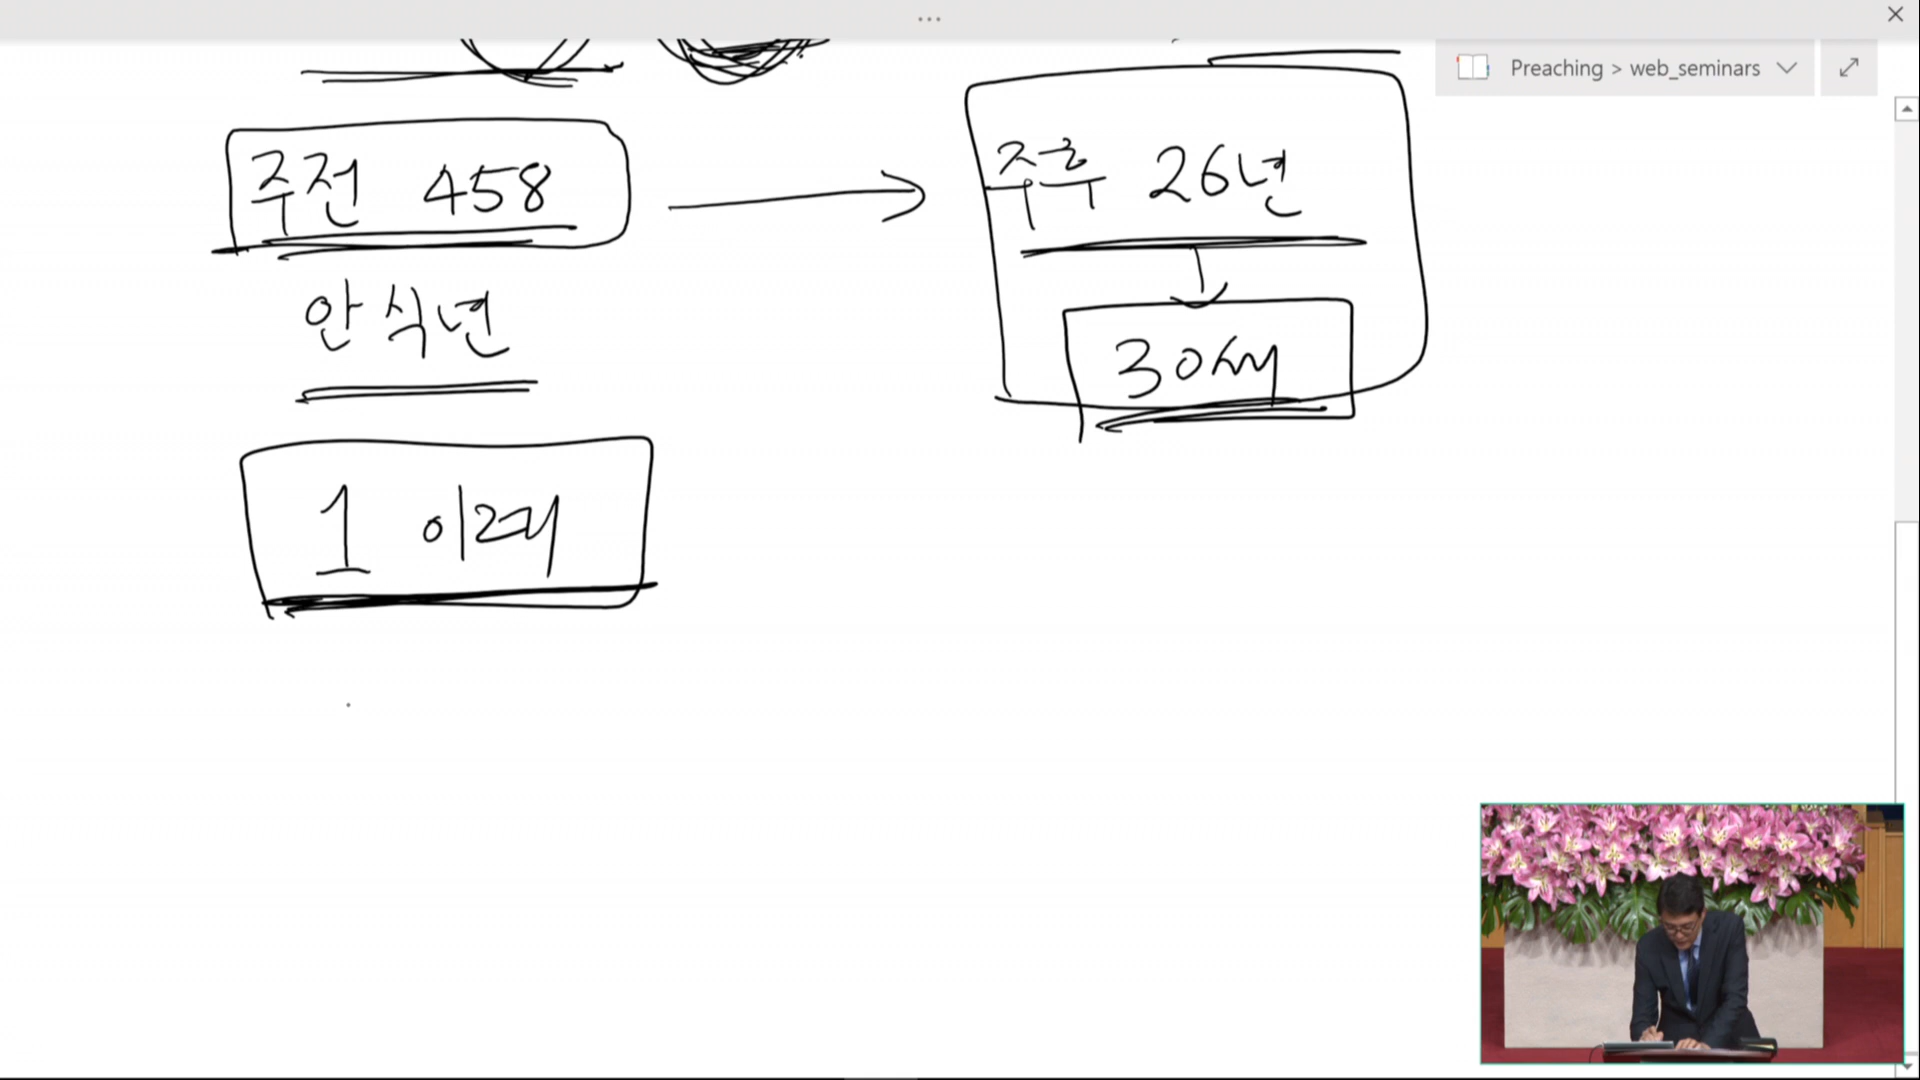 Preaching > web_seminars
주전 458
주후 26년
안식년
30세
1 이레